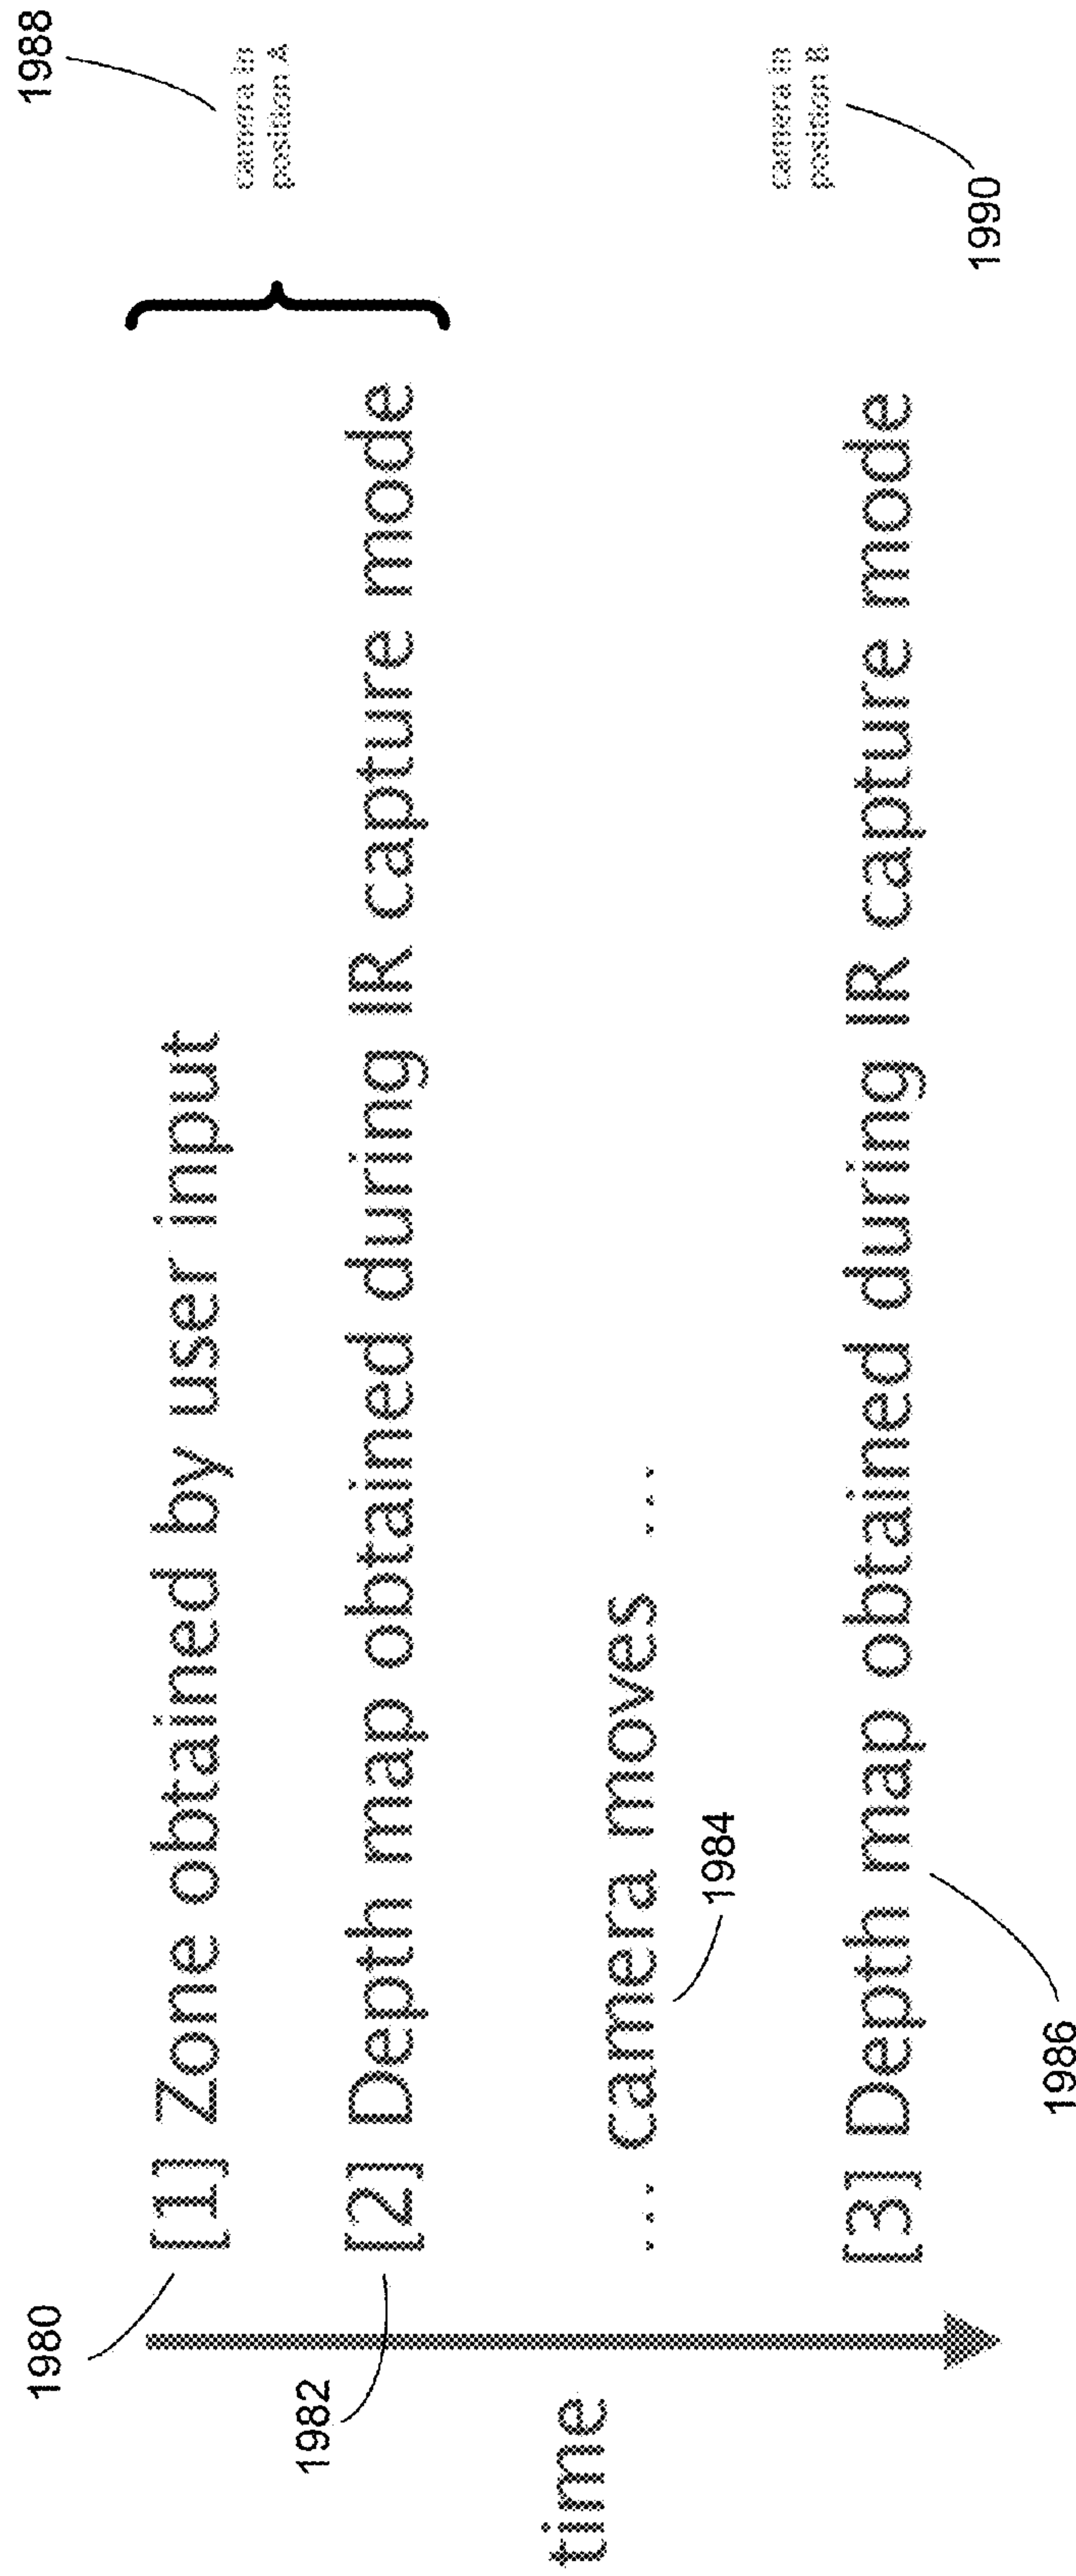 1988
1980
[1] Zone obtained by user input
camera in
position A
[2] Depth map obtained during IR capture mode
1982
time
... camera moves ...
1984
camera in
position B
[3] Depth map obtained during IR capture mode
1990
1986